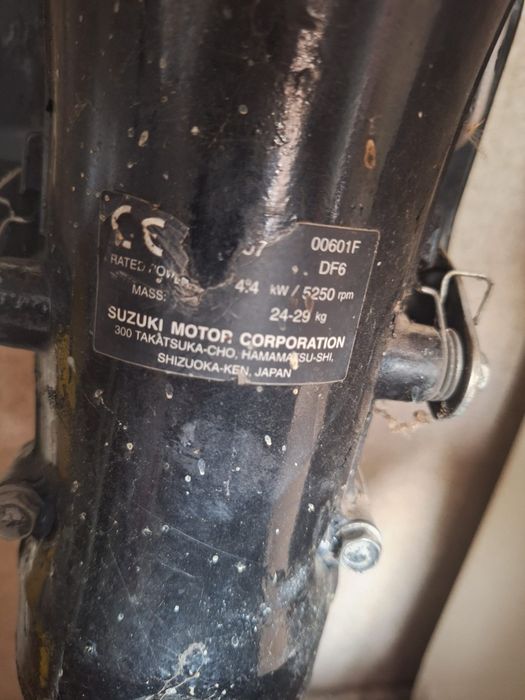 CE 00601F
RATED POWER DF6
4.4 kW / 5250 rpm
MASS: 24-29 kg
SUZUKI MOTOR CORPORATION
300 TAKATSUKA-CHO, HAMAMATSU-SHI,
SHIZUOKA-KEN, JAPAN